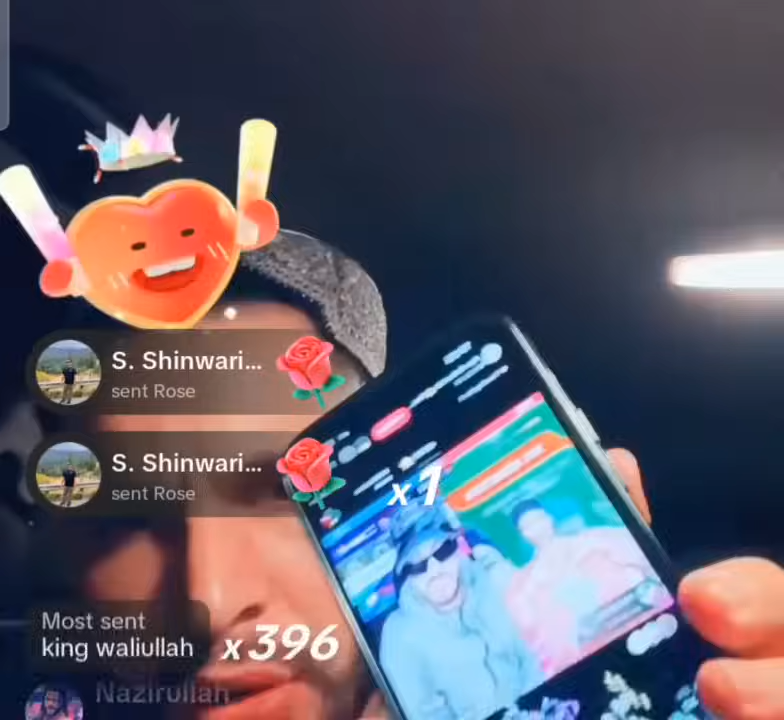 S. Shinwari...
sent Rose
S. Shinwari...
sent Rose
x1
Most sent
king waliullah
x396
Nazirullah